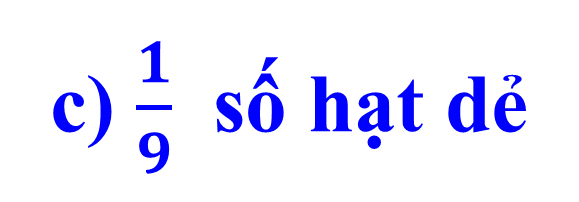 c) 1/9 số hạt dẻ